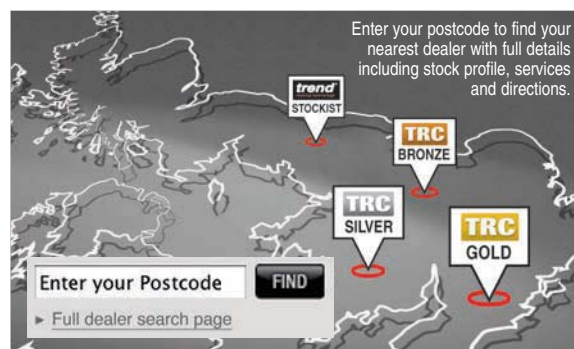 Enter your postcode to find your
nearest dealer with full details
including stock profile, services
and directions.
trend
STOCKIST
TRC
BRONZE
TRC
SILVER
TRC
GOLD
Enter your Postcode
FIND
► Full dealer search page